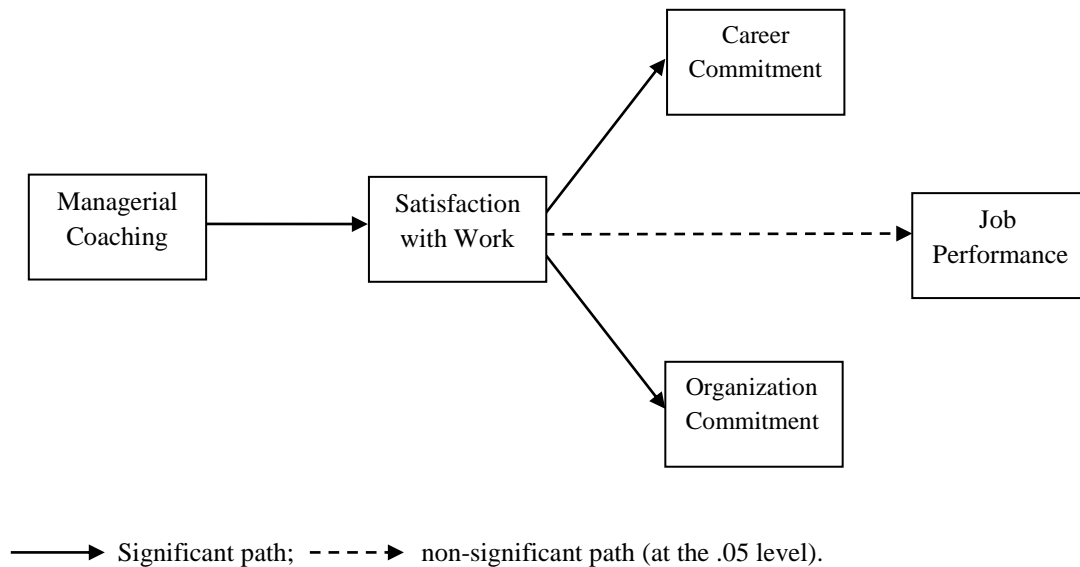 Career
Commitment
Managerial
Coaching
Satisfaction
with Work
Job
Performance
Organization
Commitment
Significant path; non-significant path (at the .05 level).